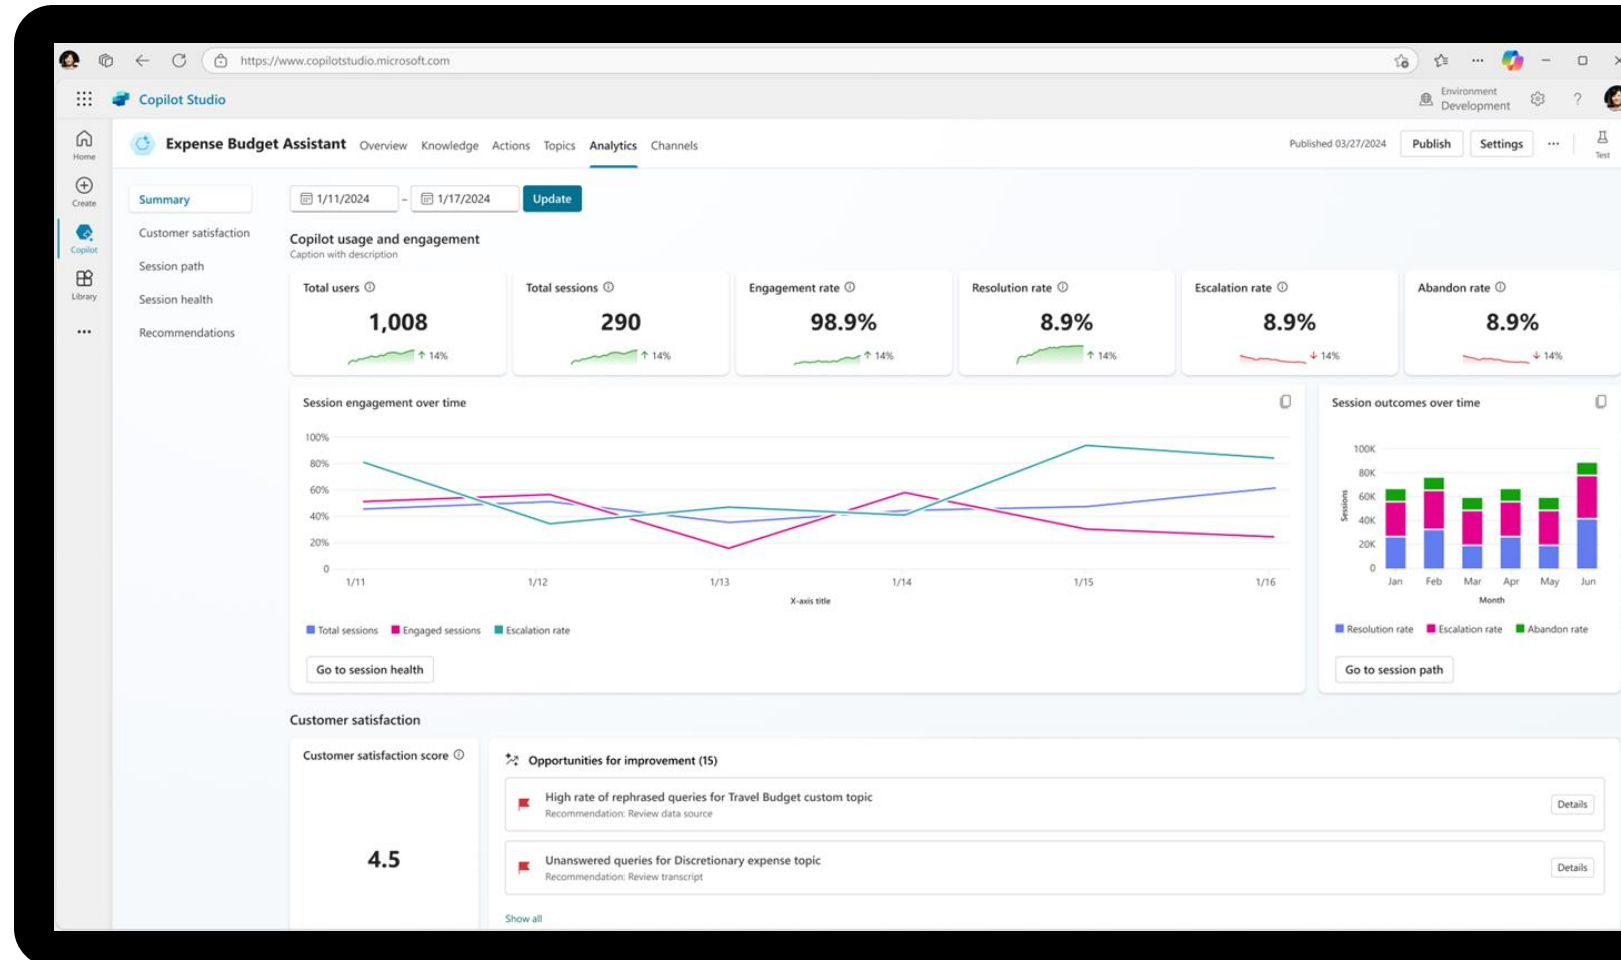 https://www.copilotstudio.microsoft.com
Copilot Studio
Environment
Development
Home
Create
Copilot
Library
Expense Budget Assistant Overview Knowledge Actions Topics Analytics Channels
Published 03/27/2024 Publish Settings
Test
Summary
Customer satisfaction
Session path
Session health
Recommendations
1/11/2024 - 1/17/2024 Update
Copilot usage and engagement
Caption with description
Total users
1,008
14%
Total sessions
290
14%
Engagement rate
98.9%
14%
Resolution rate
8.9%
14%
Escalation rate
8.9%
14%
Abandon rate
8.9%
14%
Session engagement over time
100%
80%
60%
40%
20%
0
1/11 1/12 1/13 1/14 1/15 1/16
X-axis title
Total sessions Engaged sessions Escalation rate
Go to session health
Session outcomes over time
100K
80K
60K
40K
20K
0
Sessions
Jan Feb Mar Apr May Jun
Month
Resolution rate Escalation rate Abandon rate
Go to session path
Customer satisfaction
Customer satisfaction score
4.5
Opportunities for improvement (15)
High rate of rephrased queries for Travel Budget custom topic
Recommendation: Review data source
Details
Unanswered queries for Discretionary expense topic
Recommendation: Review transcript
Details
Show all